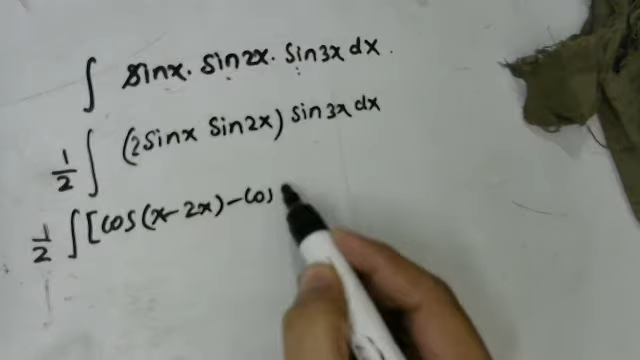 ∫ sinx. sin2x. sin3x dx.
1/2 ∫ (2sinx sin2x) sin3x dx
1/2 ∫ [cos(x-2x)-cos